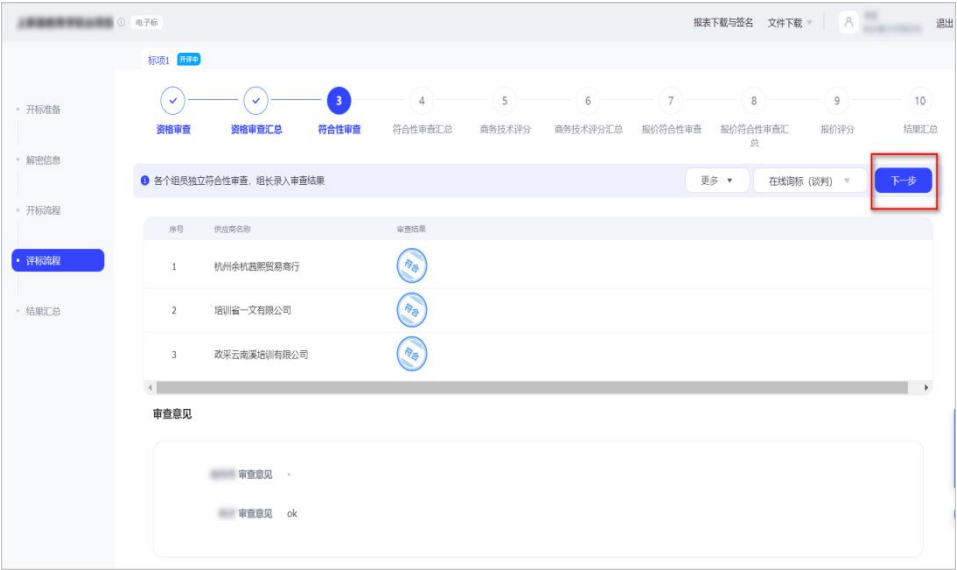 电子标
报表下载与签名 文件下载 退出
标项1 开评中
开标准备
解密信息
开标流程
评标流程
结果汇总
3 4 5 6 7 8 9 10
资格审查 资格审查汇总 符合性审查 符合性审查汇总 商务技术评分 商务技术评分汇总 报价符合性审查 报价符合性审查汇总 报价评分 结果汇总
各个组员独立符合性审查，组长录入审查结果 更多 在线询标（谈判） 下一步
序号 供应商名称 审查结果
1 杭州余杭茜熙贸易商行 符合
2 培训省一文有限公司 符合
3 政采云南溪培训有限公司 符合
审查意见
审查意见 -
审查意见 ok